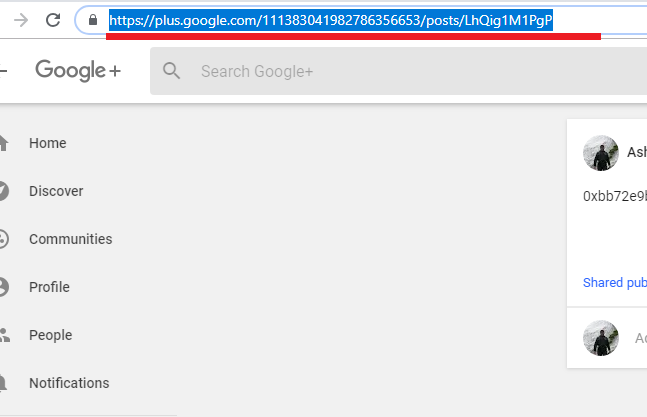 https://plus.google.com/111383041982786356653/posts/LhQig1M1PgP
Google+
Search Google+
Home
Ash
Discover
0xbb72e9b
Communities
Profile
Shared pub
People
Ad
Notifications